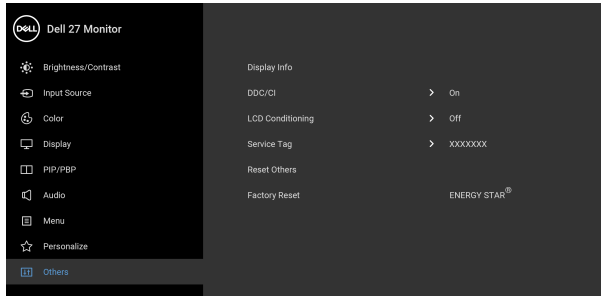 DELL Dell 27 Monitor
Brightness/Contrast
Display Info
Input Source
DDC/CI
On
Color
LCD Conditioning
Off
Display
Service Tag
XXXXXXX
PIP/PBP
Reset Others
Audio
Factory Reset
ENERGY STAR®
Menu
Personalize
Others